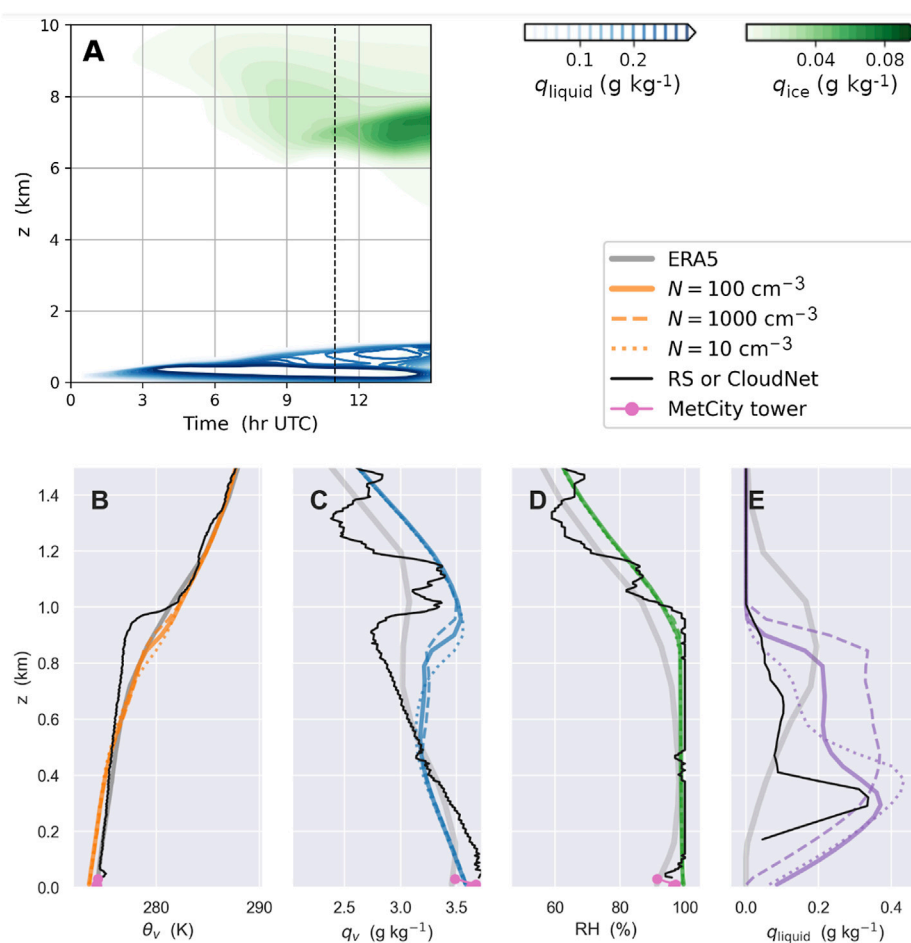 A
10
8
6
4
2
0
z (km)
0 3 6 9 12
Time (hr UTC)
0.1 0.2
q_liquid (g kg⁻¹)
0.04 0.08
q_ice (g kg⁻¹)
ERA5
N = 100 cm⁻³
N = 1000 cm⁻³
N = 10 cm⁻³
RS or CloudNet
MetCity tower
B
C
D
E
1.4
1.2
1.0
0.8
0.6
0.4
0.2
0.0
z (km)
280 290
θᵥ (K)
2.5 3.0 3.5
qᵥ (g kg⁻¹)
60 80 100
RH (%)
0.0 0.2 0.4
q_liquid (g kg⁻¹)